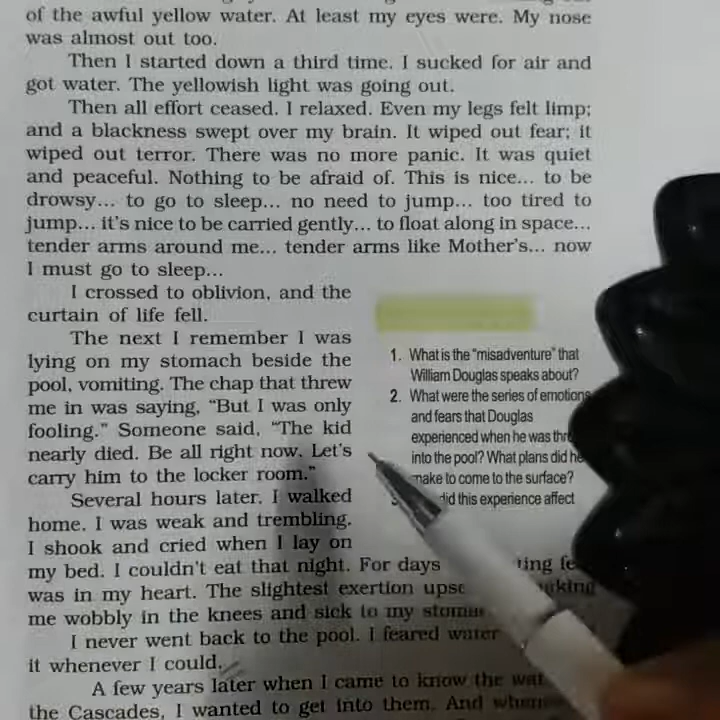 of the awful yellow water. At least my eyes were. My nose
was almost out too.
Then I started down a third time. I sucked for air and
got water. The yellowish light was going out.
Then all effort ceased. I relaxed. Even my legs felt limp;
and a blackness swept over my brain. It wiped out fear; it
wiped out terror. There was no more panic. It was quiet
and peaceful. Nothing to be afraid of. This is nice... to be
drowsy... to go to sleep... no need to jump... too tired to
jump... it's nice to be carried gently... to float along in space...
tender arms around me... tender arms like Mother's... now
I must go to sleep...
I crossed to oblivion, and the
curtain of life fell.
The next I remember I was
lying on my stomach beside the
pool, vomiting. The chap that threw
me in was saying, "But I was only
fooling." Someone said, "The kid
nearly died. Be all right now. Let's
carry him to the locker room."
Several hours later, I walked
home. I was weak and trembling.
I shook and cried when I lay on
my bed. I couldn't eat that night. For days
was in my heart. The slightest exertion
me wobbly in the knees and sick to my
I never went back to the pool. I feared water
it whenever I could.
A few years later when I came to know the
the Cascades, I wanted to get into them. And
1. What is the "misadventure" that
William Douglas speaks about?
2. What were the series of emotions
and fears that Douglas
experienced when he was
into the pool? What plans did he
make to come to the surface?
did this experience affect